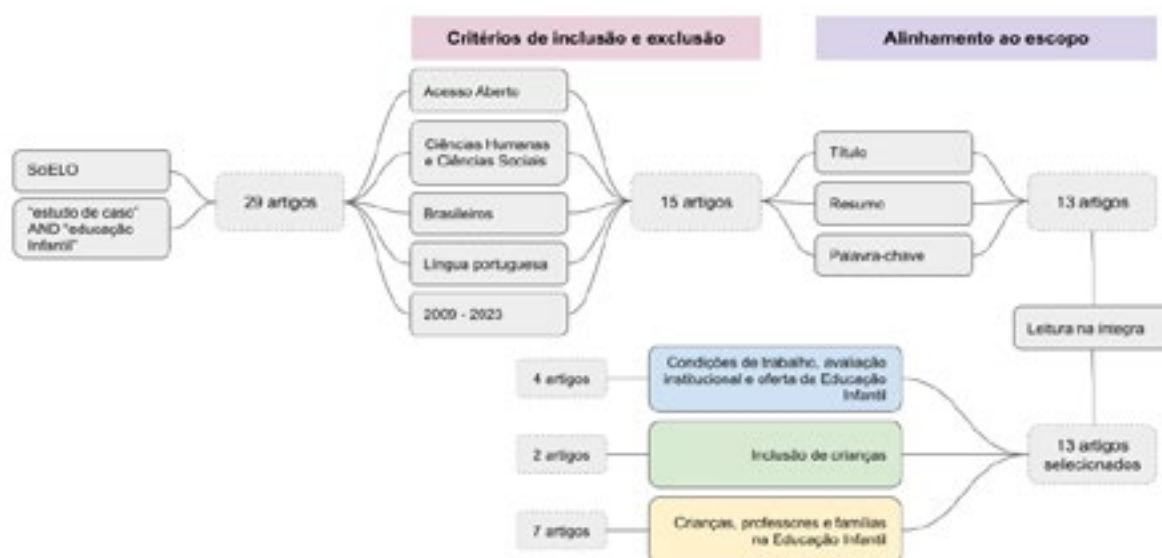 Critérios de inclusão e exclusão
Alinhamento ao escopo
SciELO
"estudo de caso"
AND "educação
Infantil"
29 artigos
Acesso Aberto
Ciências Humanas
e Ciências Sociais
Brasileiros
Língua portuguesa
2009 - 2023
15 artigos
Título
Resumo
Palavra-chave
13 artigos
Leitura na íntegra
13 artigos
selecionados
Condições de trabalho, avaliação
institucional e oferta da Educação
Infantil
4 artigos
Inclusão de crianças
2 artigos
Crianças, professores e famílias
na Educação Infantil
7 artigos